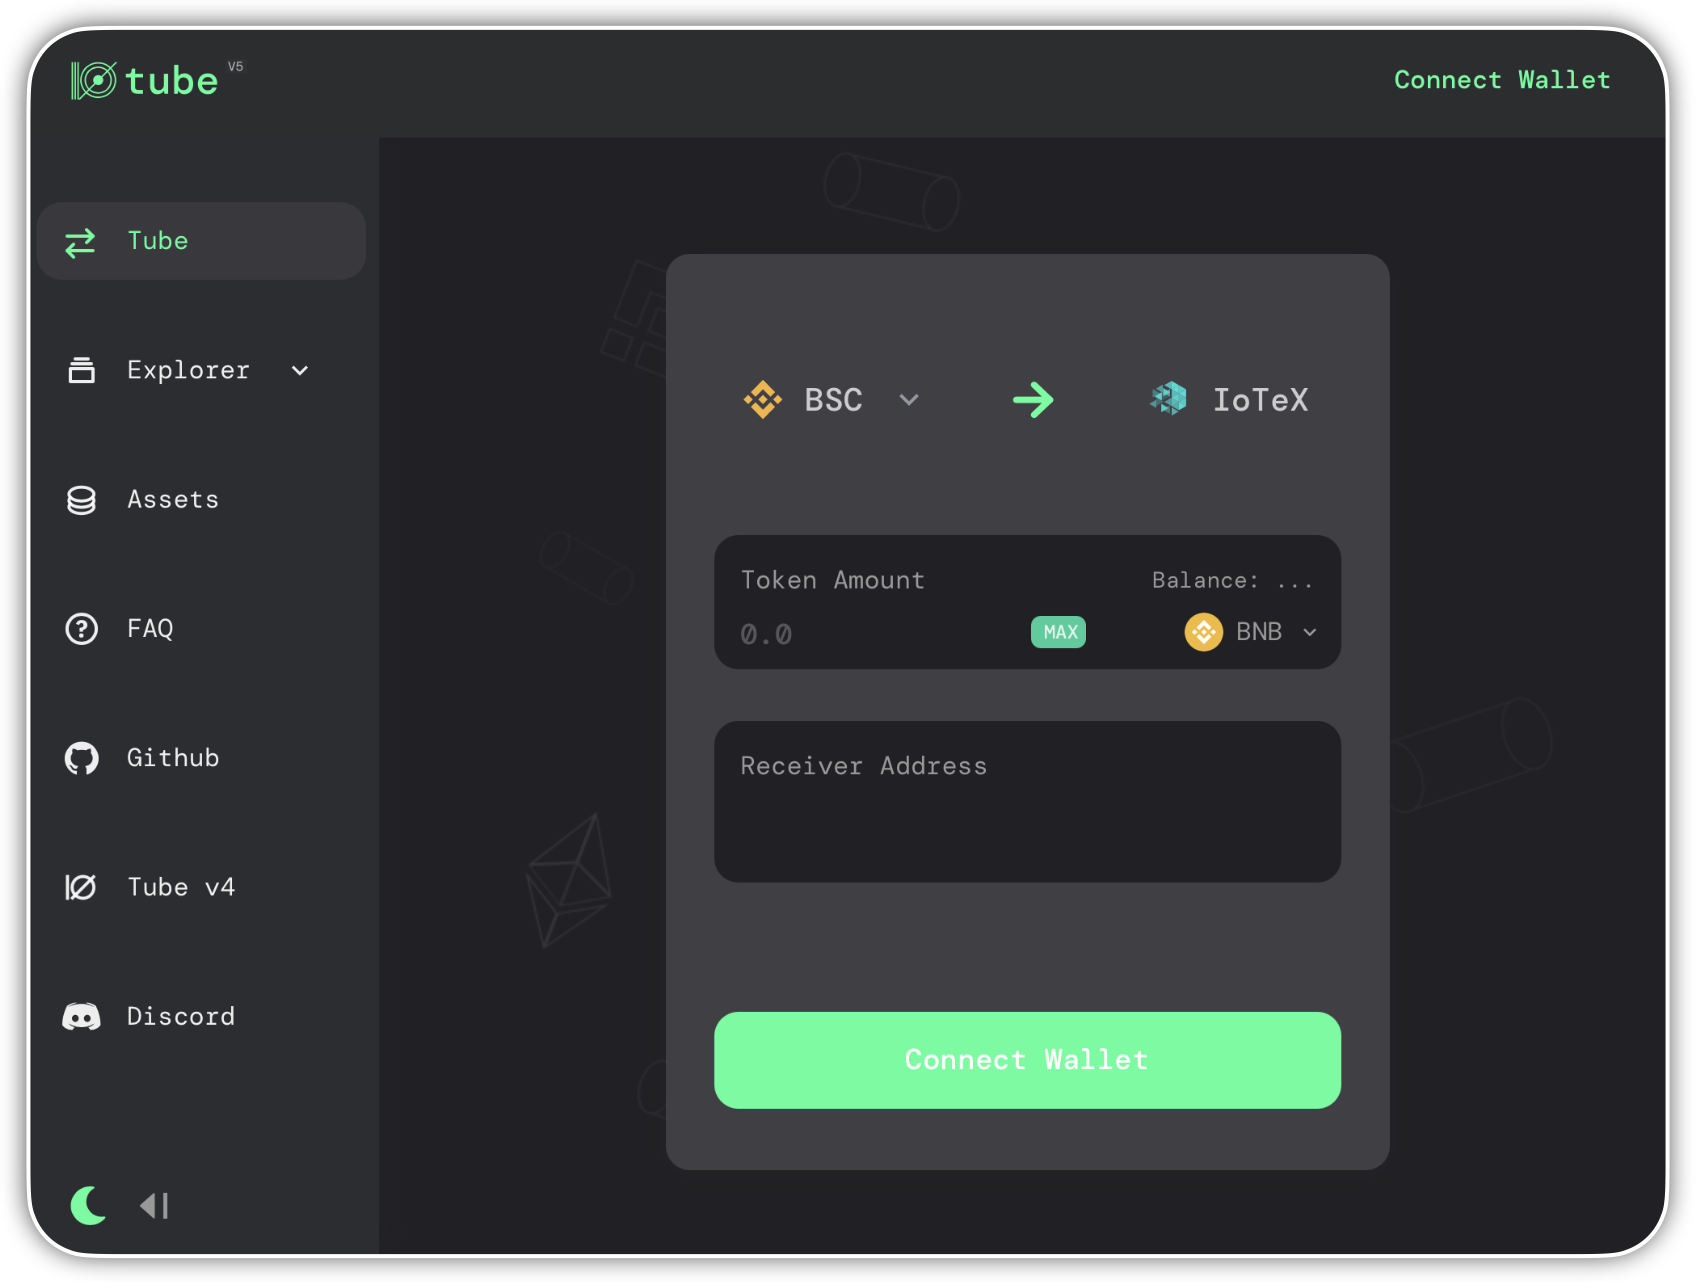 tube V5
Connect Wallet
Tube
Explorer
Assets
FAQ
Github
Tube v4
Discord
BSC
IoTeX
Token Amount
Balance: ...
0.0
MAX
BNB
Receiver Address
Connect Wallet